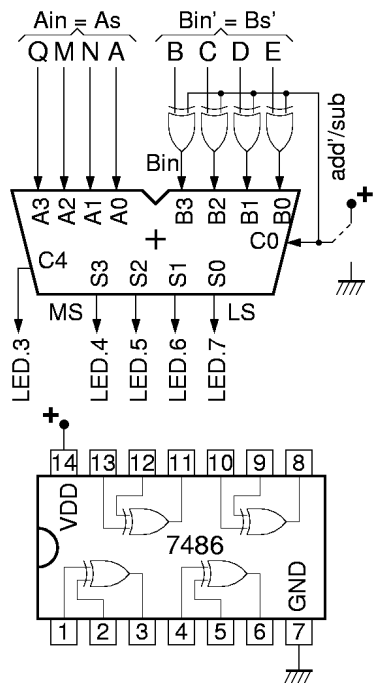 Ain = As Bin' = Bs'
Q M N A B C D E
add'/sub
Bin
+
A3 A2 A1 A0 B3 B2 B1 B0
C0
+
C4
S3 S2 S1 S0
MS LS
LED.3 LED.4 LED.5 LED.6 LED.7
+
14 13 12 11 10 9 8
VDD
7486
GND
1 2 3 4 5 6 7